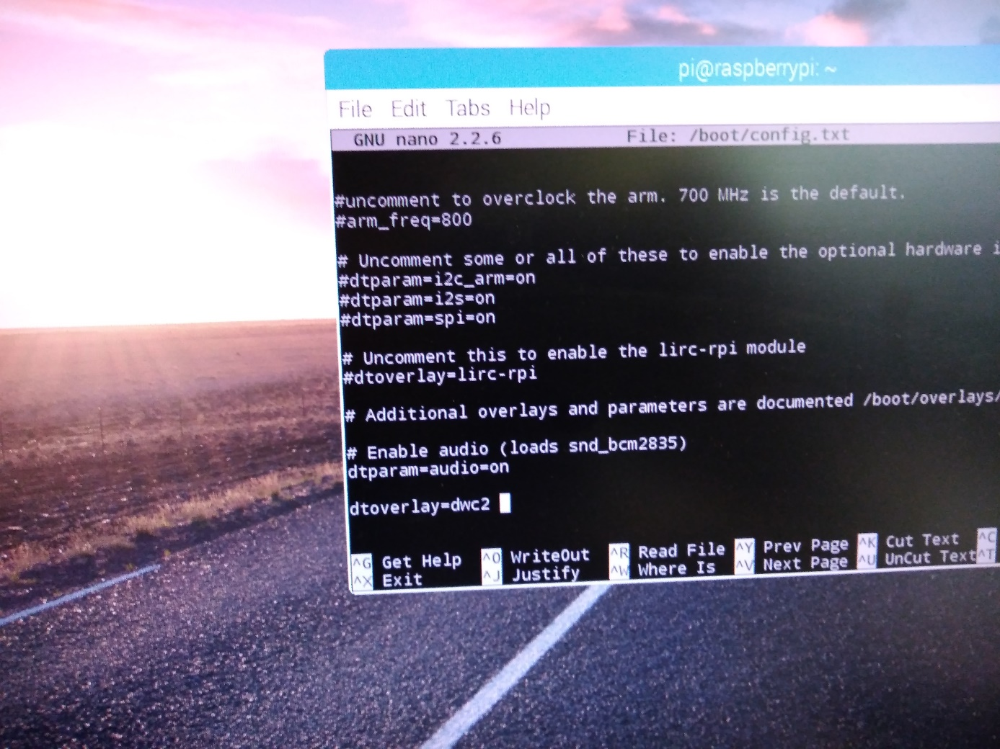 pi@raspberrypi: ~
File Edit Tabs Help
GNU nano 2.2.6 File: /boot/config.txt
#uncomment to overclock the arm. 700 MHz is the default.
#arm_freq=800
# Uncomment some or all of these to enable the optional hardware i
#dtparam=i2c_arm=on
#dtparam=i2s=on
#dtparam=spi=on
# Uncomment this to enable the lirc-rpi module
#dtoverlay=lirc-rpi
# Additional overlays and parameters are documented /boot/overlays/
# Enable audio (loads snd_bcm2835)
dtparam=audio=on
dtoverlay=dwc2
^G Get Help ^O WriteOut ^R Read File ^Y Prev Page ^K Cut Text ^C
^X Exit ^J Justify ^W Where Is ^V Next Page ^U UnCut Text ^T